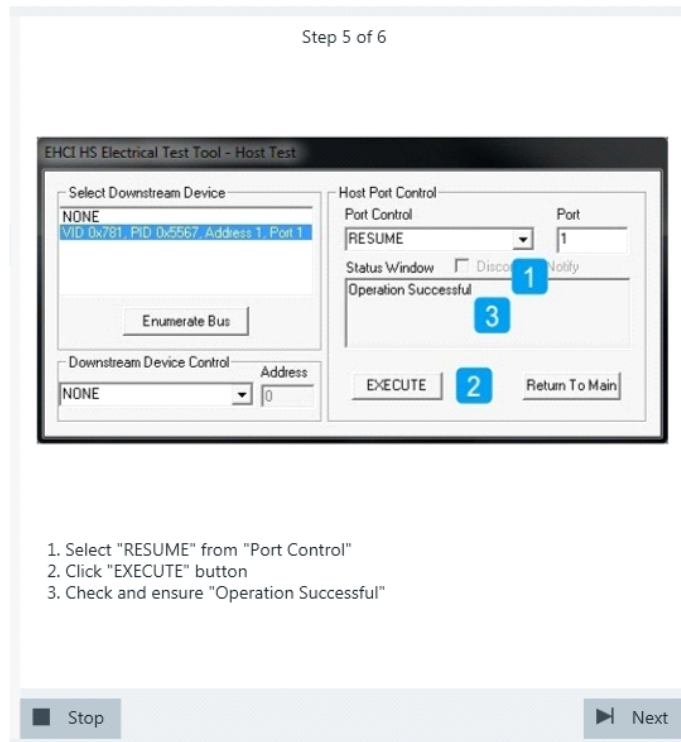 Step 5 of 6
EHCI HS Electrical Test Tool - Host Test
Select Downstream Device
NONE
VID 0x781, PID 0x5567, Address 1, Port 1
Enumerate Bus
Downstream Device Control
Address
NONE
0
Host Port Control
Port Control
Port
RESUME
1
Status Window
Notify
1
Operation Successful
3
EXECUTE
2
Return To Main
1. Select "RESUME" from "Port Control"
2. Click "EXECUTE" button
3. Check and ensure "Operation Successful"
Stop
Next